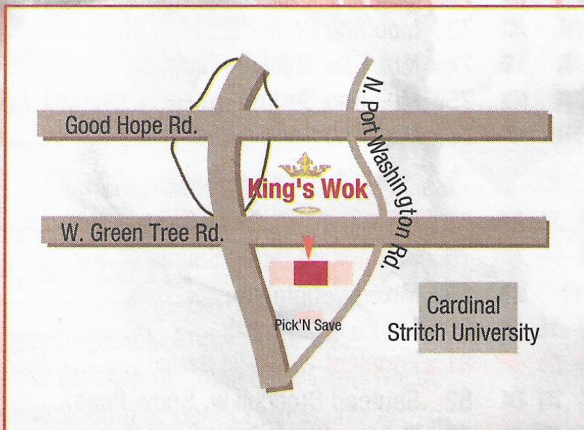 Good Hope Rd.
N. Port Washington Rd.
King's Wok
W. Green Tree Rd.
Pick'N Save
Cardinal
Stritch University